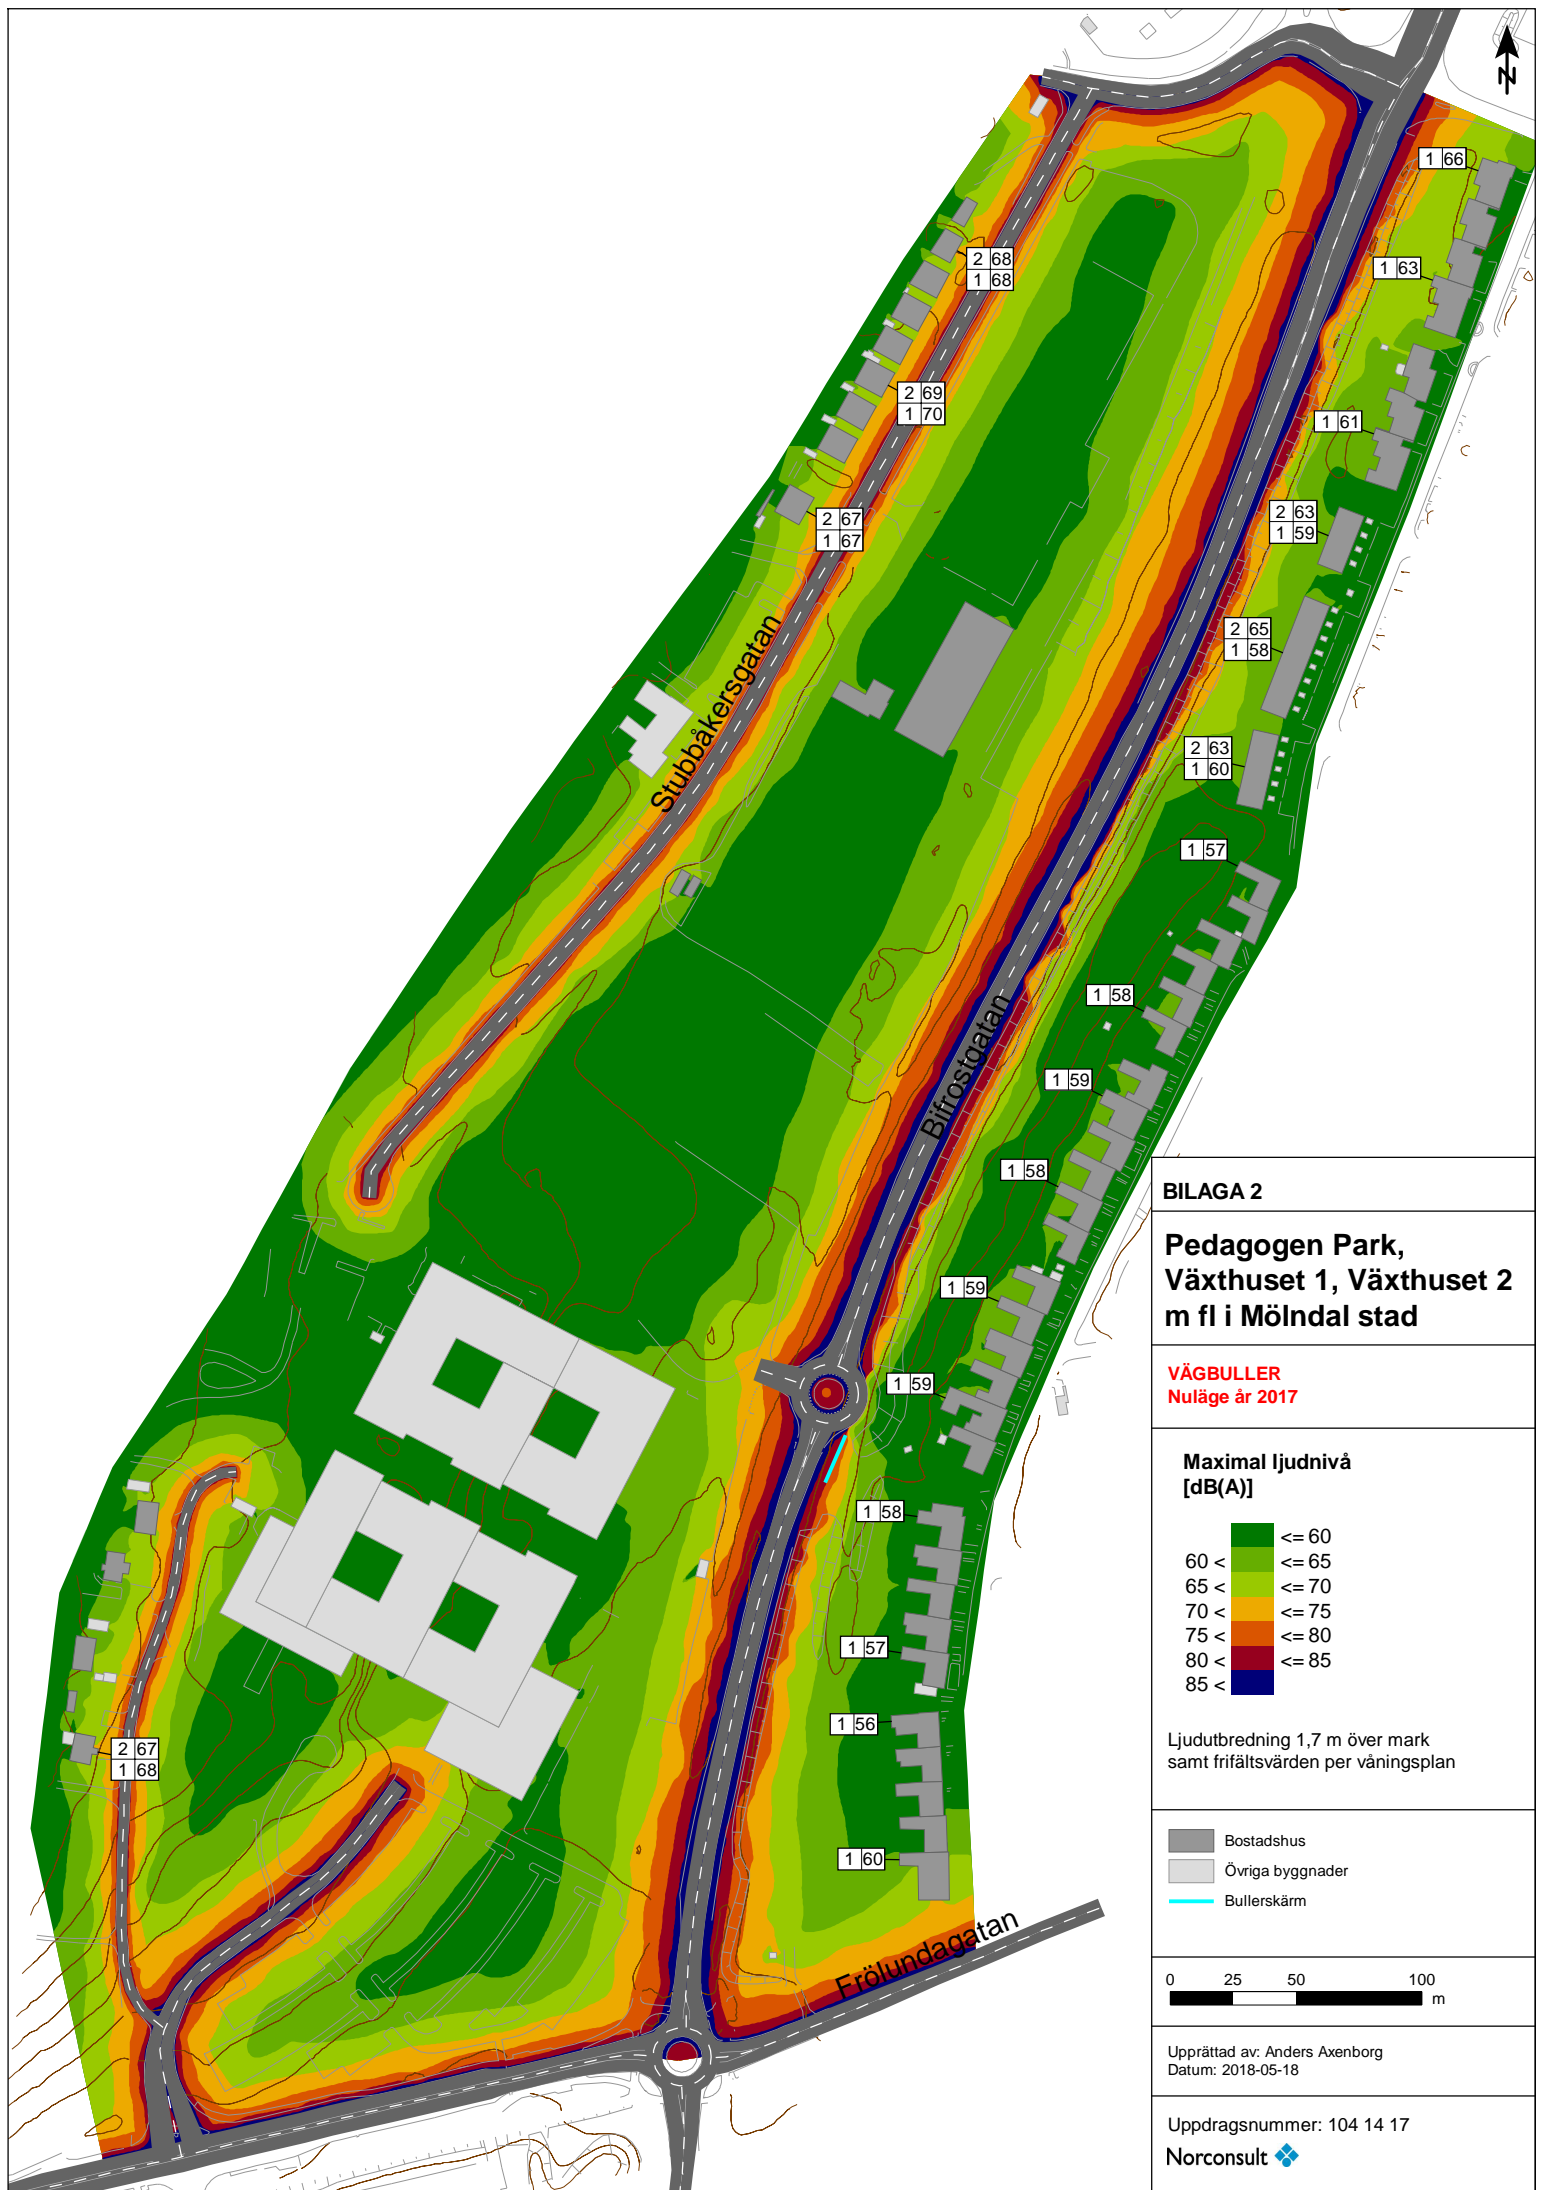 N
1 66
2 68
1 68
1 63
2 69
1 70
1 61
2 67
1 67
2 63
1 59
2 65
1 58
Stubbåkersgatan
2 63
1 60
1 57
1 58
Bifrostgatan
1 59
1 58
1 59
1 59
1 58
1 57
1 56
2 67
1 68
1 60
Frölundagatan
BILAGA 2
Pedagogen Park,
Växthuset 1, Växthuset 2
m fl i Mölndal stad
VÄGBULLER
Nuläge år 2017
Maximal ljudnivå
[dB(A)]
<= 60
60 < <= 65
65 < <= 70
70 < <= 75
75 < <= 80
80 < <= 85
85 <
Ljudutbredning 1,7 m över mark
samt frifältsvärden per våningsplan
Bostadshus
Övriga byggnader
Bullerskärm
0 25 50 100
m
Upprättad av: Anders Axenborg
Datum: 2018-05-18
Uppdragsnummer: 104 14 17
Norconsult